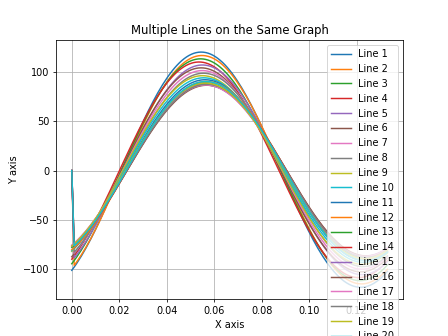 Multiple Lines on the Same Graph
Y axis
100
50
0
−50
−100
0.00
0.02
0.04
0.06
0.08
0.10
X axis
Line 1
Line 2
Line 3
Line 4
Line 5
Line 6
Line 7
Line 8
Line 9
Line 10
Line 11
Line 12
Line 13
Line 14
Line 15
Line 16
Line 17
Line 18
Line 19